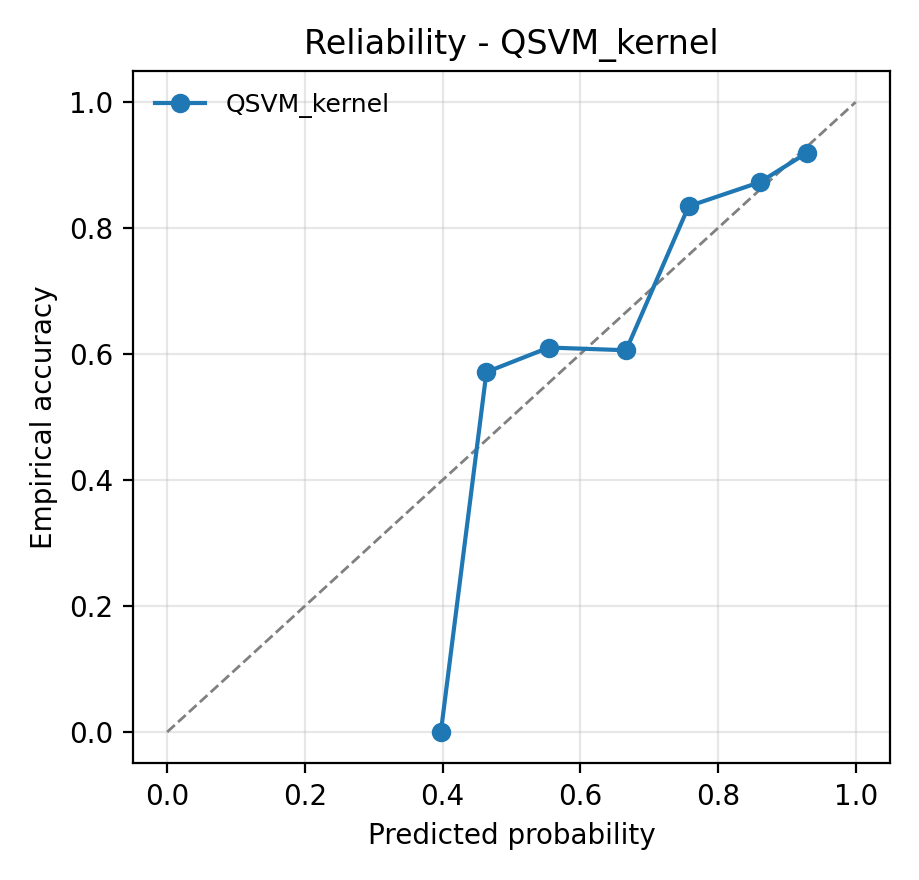 Reliability - QSVM_kernel
QSVM_kernel
Empirical accuracy
1.0
0.8
0.6
0.4
0.2
0.0
0.0 0.2 0.4 0.6 0.8 1.0
Predicted probability